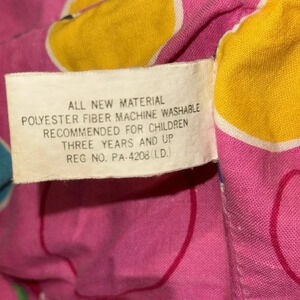 ALL NEW MATERIAL
POLYESTER FIBER MACHINE WASHABLE
RECOMMENDED FOR CHILDREN
THREE YEARS AND UP
REG NO. PA-4208(I.D.)